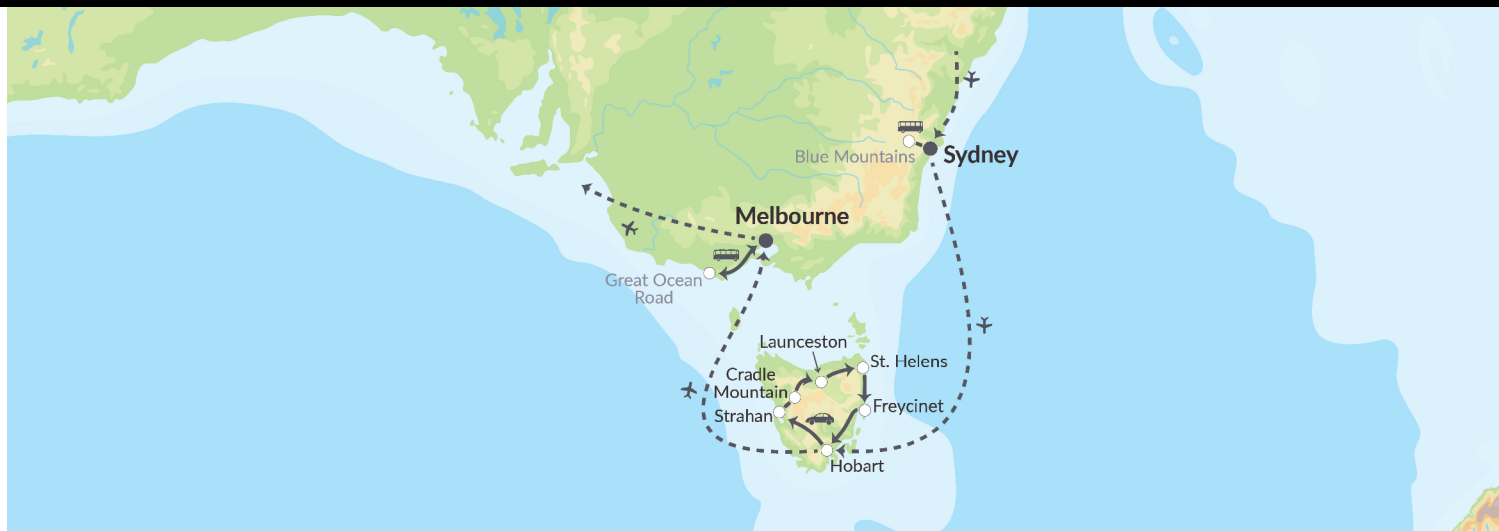 Blue Mountains
Sydney
Melbourne
Great Ocean
Road
Launceston
St. Helens
Cradle
Mountain
Freycinet
Strahan
Hobart